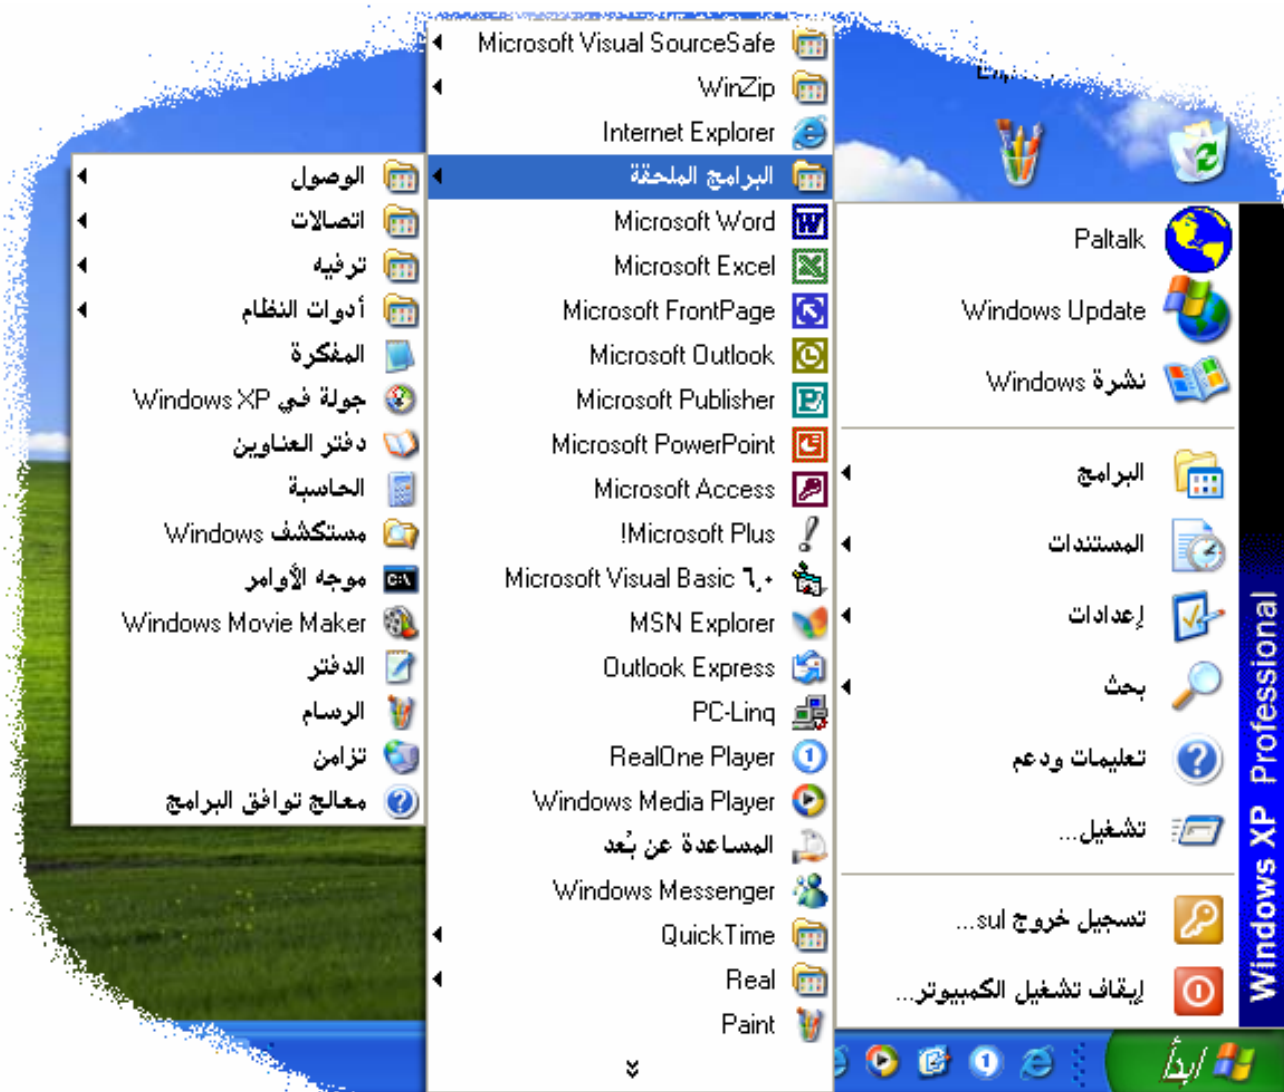 Paltalk
Windows Update
نشرة Windows
البرامج
المستندات
إعدادات
بحث
تعليمات ودعم
تشغيل...
تسجيل خروج sul...
إيقاف تشغيل الكمبيوتر...
Windows XP Professional
ابدأ
Microsoft Visual SourceSafe
WinZip
Internet Explorer
البرامج الملحقة
Microsoft Word
Microsoft Excel
Microsoft FrontPage
Microsoft Outlook
Microsoft Publisher
Microsoft PowerPoint
Microsoft Access
!Microsoft Plus
Microsoft Visual Basic ٦,٠
MSN Explorer
Outlook Express
PC-Linq
RealOne Player
Windows Media Player
المساعدة عن بُعد
Windows Messenger
QuickTime
Real
Paint
الوصول
اتصالات
ترفيه
أدوات النظام
المفكرة
جولة في Windows XP
دفتر العناوين
الحاسبة
مستكشف Windows
موجه الأوامر
Windows Movie Maker
الدفتر
الرسام
تزامن
معالج توافق البرامج